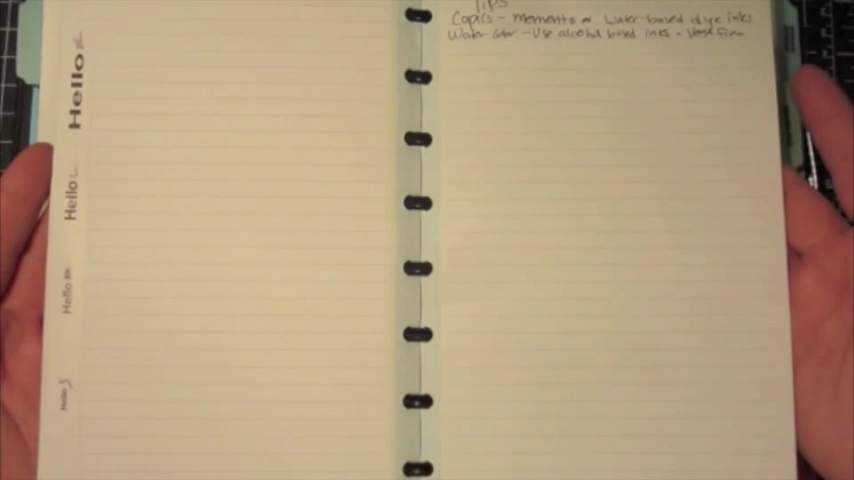 Hello
Hello
Hello
Hello
Tips
Copics - memento or water-based dye inks
Water color - Use alcohol based inks -